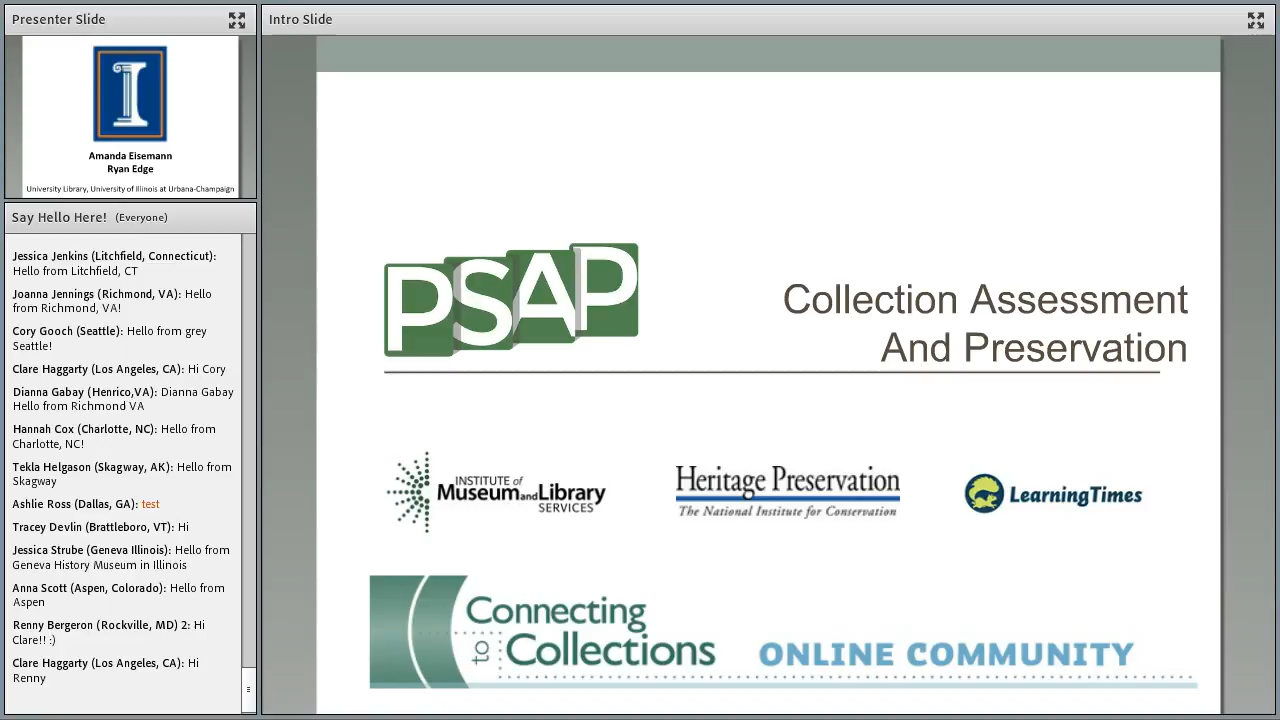 Presenter Slide
Amanda Eisemann
Ryan Edge
University Library, University of Illinois at Urbana-Champaign
Say Hello Here! (Everyone)
Jessica Jenkins (Litchfield, Connecticut):
Hello from Litchfield, CT
Joanna Jennings (Richmond, VA): Hello
from Richmond, VA!
Cory Gooch (Seattle): Hello from grey
Seattle!
Clare Haggarty (Los Angeles, CA): Hi Cory
Dianna Gabay (Henrico,VA): Dianna Gabay
Hello from Richmond VA
Hannah Cox (Charlotte, NC): Hello from
Charlotte, NC!
Tekla Helgason (Skagway, AK): Hello from
Skagway
Ashlie Ross (Dallas, GA): test
Tracey Devlin (Brattleboro, VT): Hi
Jessica Strube (Geneva Illinois): Hello from
Geneva History Museum in Illinois
Anna Scott (Aspen, Colorado): Hello from
Aspen
Renny Bergeron (Rockville, MD) 2: Hi
Clare!! :)
Clare Haggarty (Los Angeles, CA): Hi
Renny
Intro Slide
PSAP
Collection Assessment
And Preservation
INSTITUTE of
Museum and Library
SERVICES
Heritage Preservation
The National Institute for Conservation
LearningTimes
Connecting
to Collections
ONLINE COMMUNITY